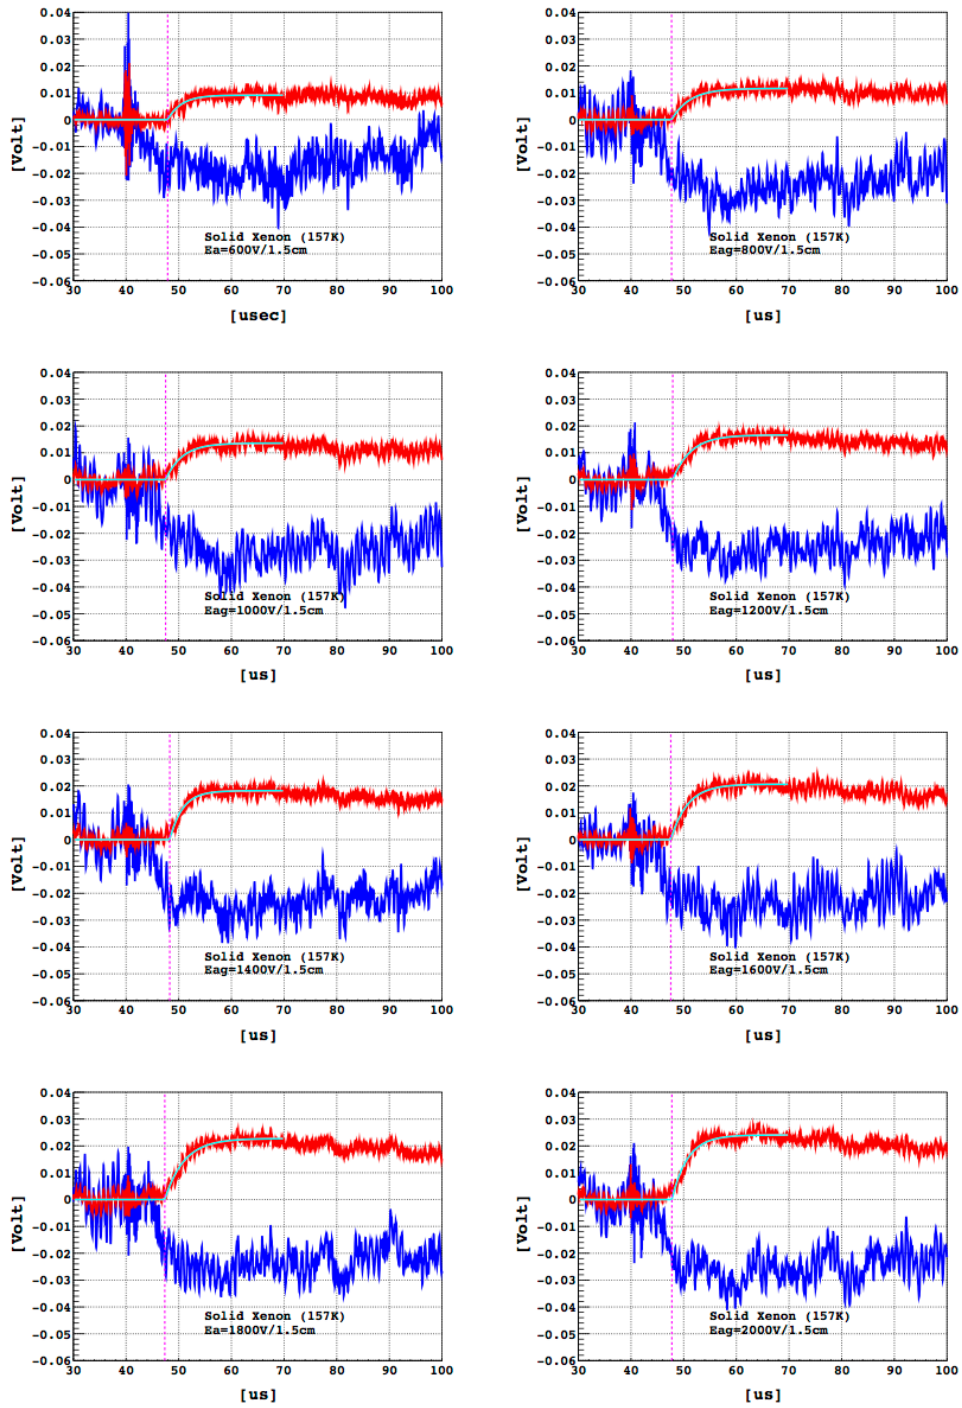 0.04 0.03 0.02 0.01 0 -0.01 -0.02 -0.03 -0.04 -0.05 -0.06
[Volt]
Solid Xenon (157K)
Ea=600V/1.5cm
30 40 50 60 70 80 90 100
[usec]
0.04 0.03 0.02 0.01 0 -0.01 -0.02 -0.03 -0.04 -0.05 -0.06
[Volt]
Solid Xenon (157K)
Eag=800V/1.5cm
30 40 50 60 70 80 90 100
[us]
0.04 0.03 0.02 0.01 0 -0.01 -0.02 -0.03 -0.04 -0.05 -0.06
[Volt]
Solid Xenon (157K)
Eag=1000V/1.5cm
30 40 50 60 70 80 90 100
[us]
0.04 0.03 0.02 0.01 0 -0.01 -0.02 -0.03 -0.04 -0.05 -0.06
[Volt]
Solid Xenon (157K)
Eag=1200V/1.5cm
30 40 50 60 70 80 90 100
[us]
0.04 0.03 0.02 0.01 0 -0.01 -0.02 -0.03 -0.04 -0.05 -0.06
[Volt]
Solid Xenon (157K)
Eag=1400V/1.5cm
30 40 50 60 70 80 90 100
[us]
0.04 0.03 0.02 0.01 0 -0.01 -0.02 -0.03 -0.04 -0.05 -0.06
[Volt]
Solid Xenon (157K)
Eag=1600V/1.5cm
30 40 50 60 70 80 90 100
[us]
0.04 0.03 0.02 0.01 0 -0.01 -0.02 -0.03 -0.04 -0.05 -0.06
[Volt]
Solid Xenon (157K)
Ea=1800V/1.5cm
30 40 50 60 70 80 90 100
[us]
0.04 0.03 0.02 0.01 0 -0.01 -0.02 -0.03 -0.04 -0.05 -0.06
[Volt]
Solid Xenon (157K)
Eag=2000V/1.5cm
30 40 50 60 70 80 90 100
[us]